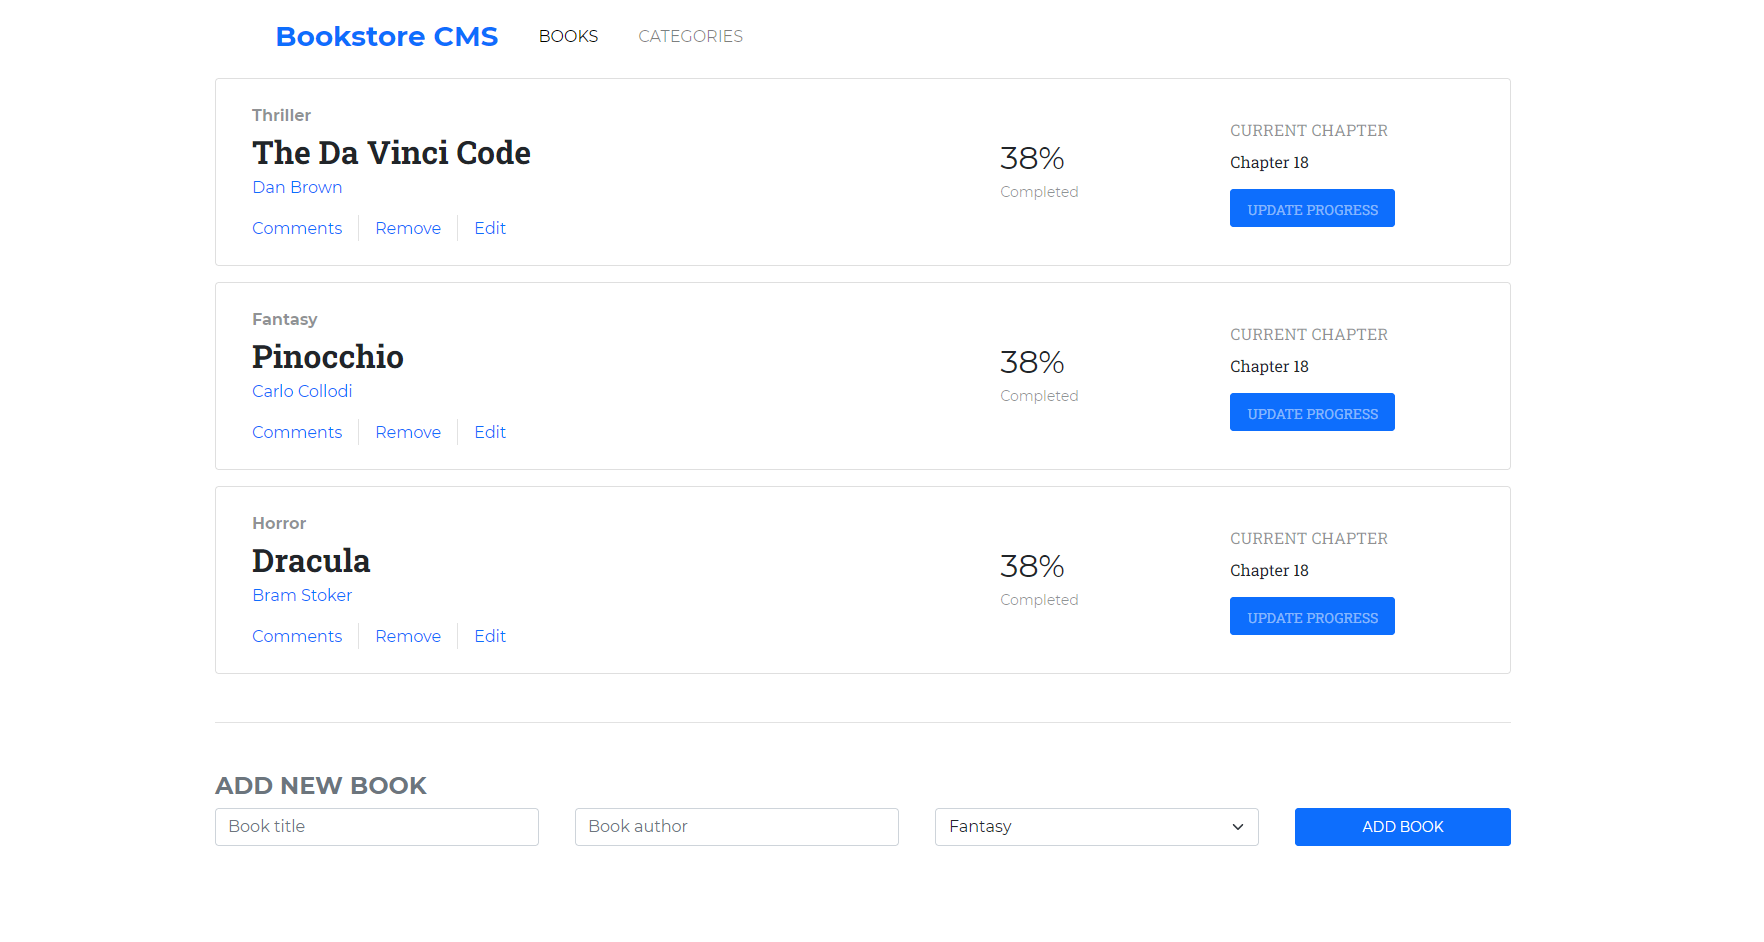 Bookstore CMS BOOKS CATEGORIES
Thriller
The Da Vinci Code
Dan Brown
Comments Remove Edit
38%
Completed
CURRENT CHAPTER
Chapter 18
UPDATE PROGRESS
Fantasy
Pinocchio
Carlo Collodi
Comments Remove Edit
38%
Completed
CURRENT CHAPTER
Chapter 18
UPDATE PROGRESS
Horror
Dracula
Bram Stoker
Comments Remove Edit
38%
Completed
CURRENT CHAPTER
Chapter 18
UPDATE PROGRESS
ADD NEW BOOK
Book title Book author Fantasy ADD BOOK